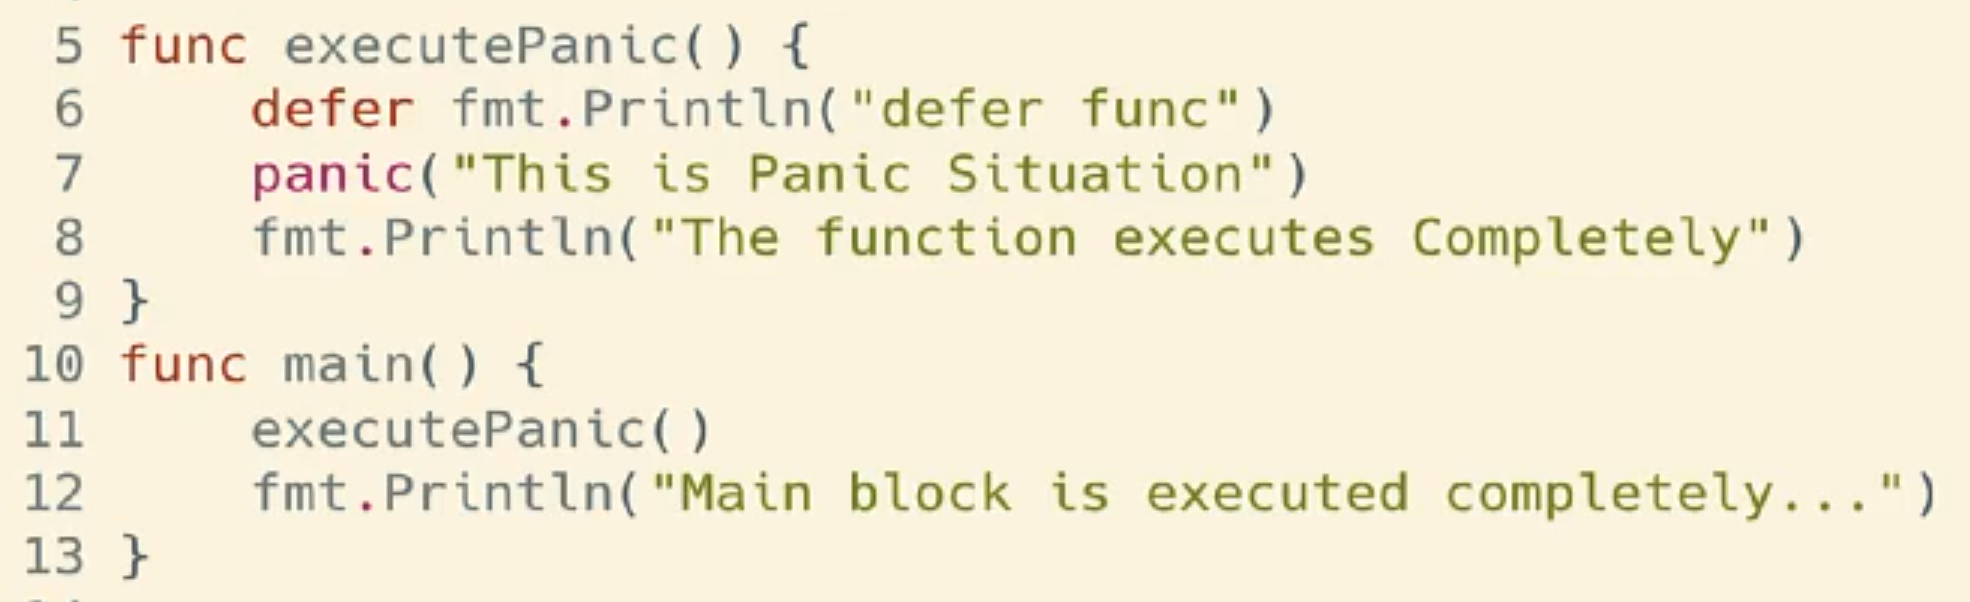 5 func executePanic() {
6     defer fmt.Println("defer func")
7     panic("This is Panic Situation")
8     fmt.Println("The function executes Completely")
9 }
10 func main() {
11     executePanic()
12     fmt.Println("Main block is executed completely...")
13 }